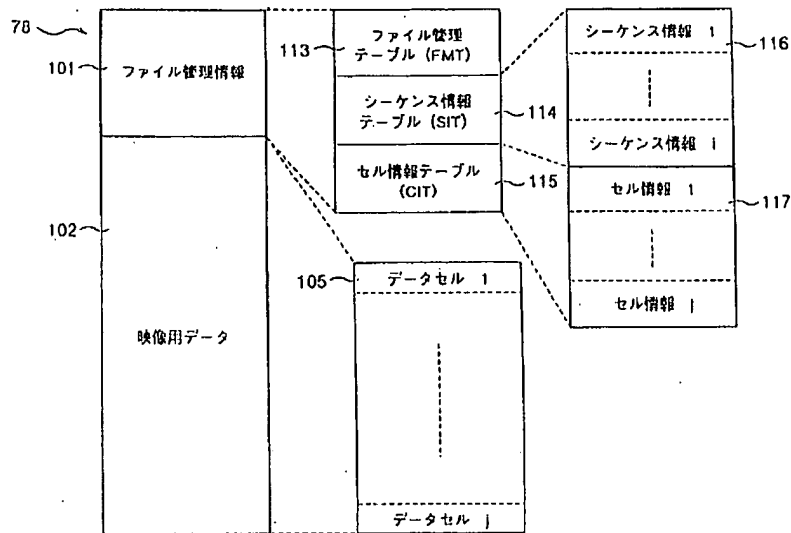 78
101
ファイル管理情報
102
映像用データ
113
ファイル管理
テーブル (FMT)
シーケンス情報
テーブル (SIT)
114
セル情報テーブル
(CIT)
115
105
データセル 1
データセル j
シーケンス情報 1
116
シーケンス情報 i
セル情報 1
117
セル情報 j